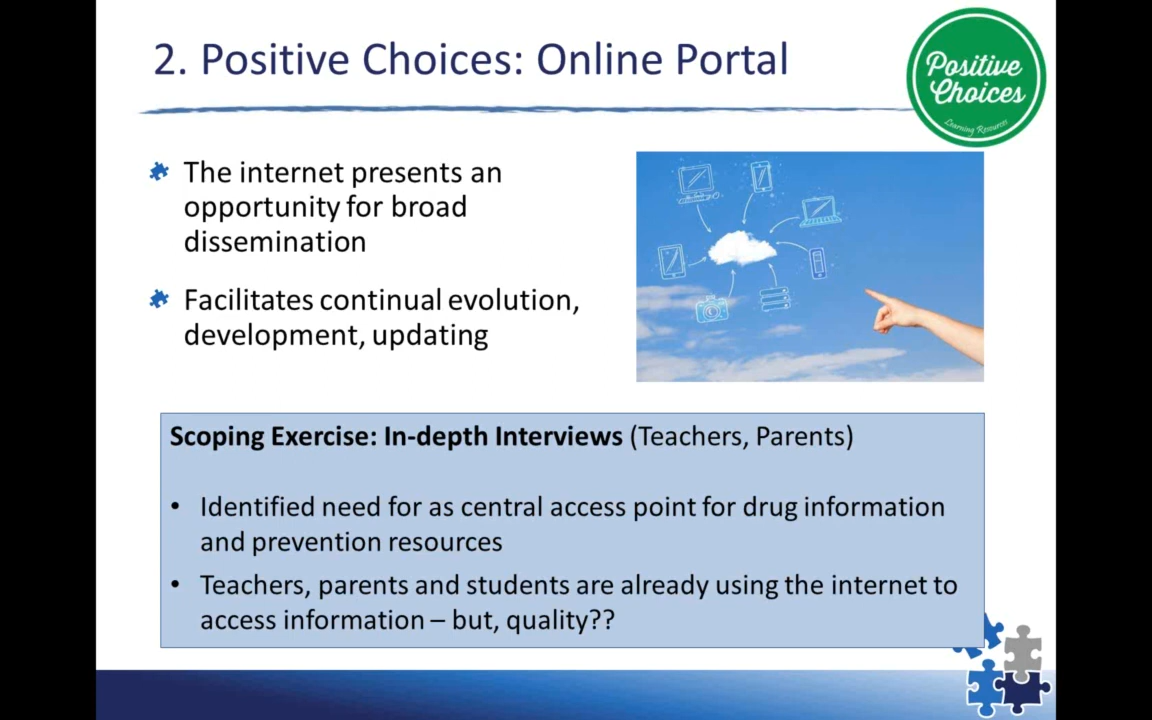 2. Positive Choices: Online Portal
Positive
Choices
Learning Resources
The internet presents an
opportunity for broad
dissemination
Facilitates continual evolution,
development, updating
Scoping Exercise: In-depth Interviews (Teachers, Parents)
• Identified need for as central access point for drug information
and prevention resources
• Teachers, parents and students are already using the internet to
access information – but, quality??